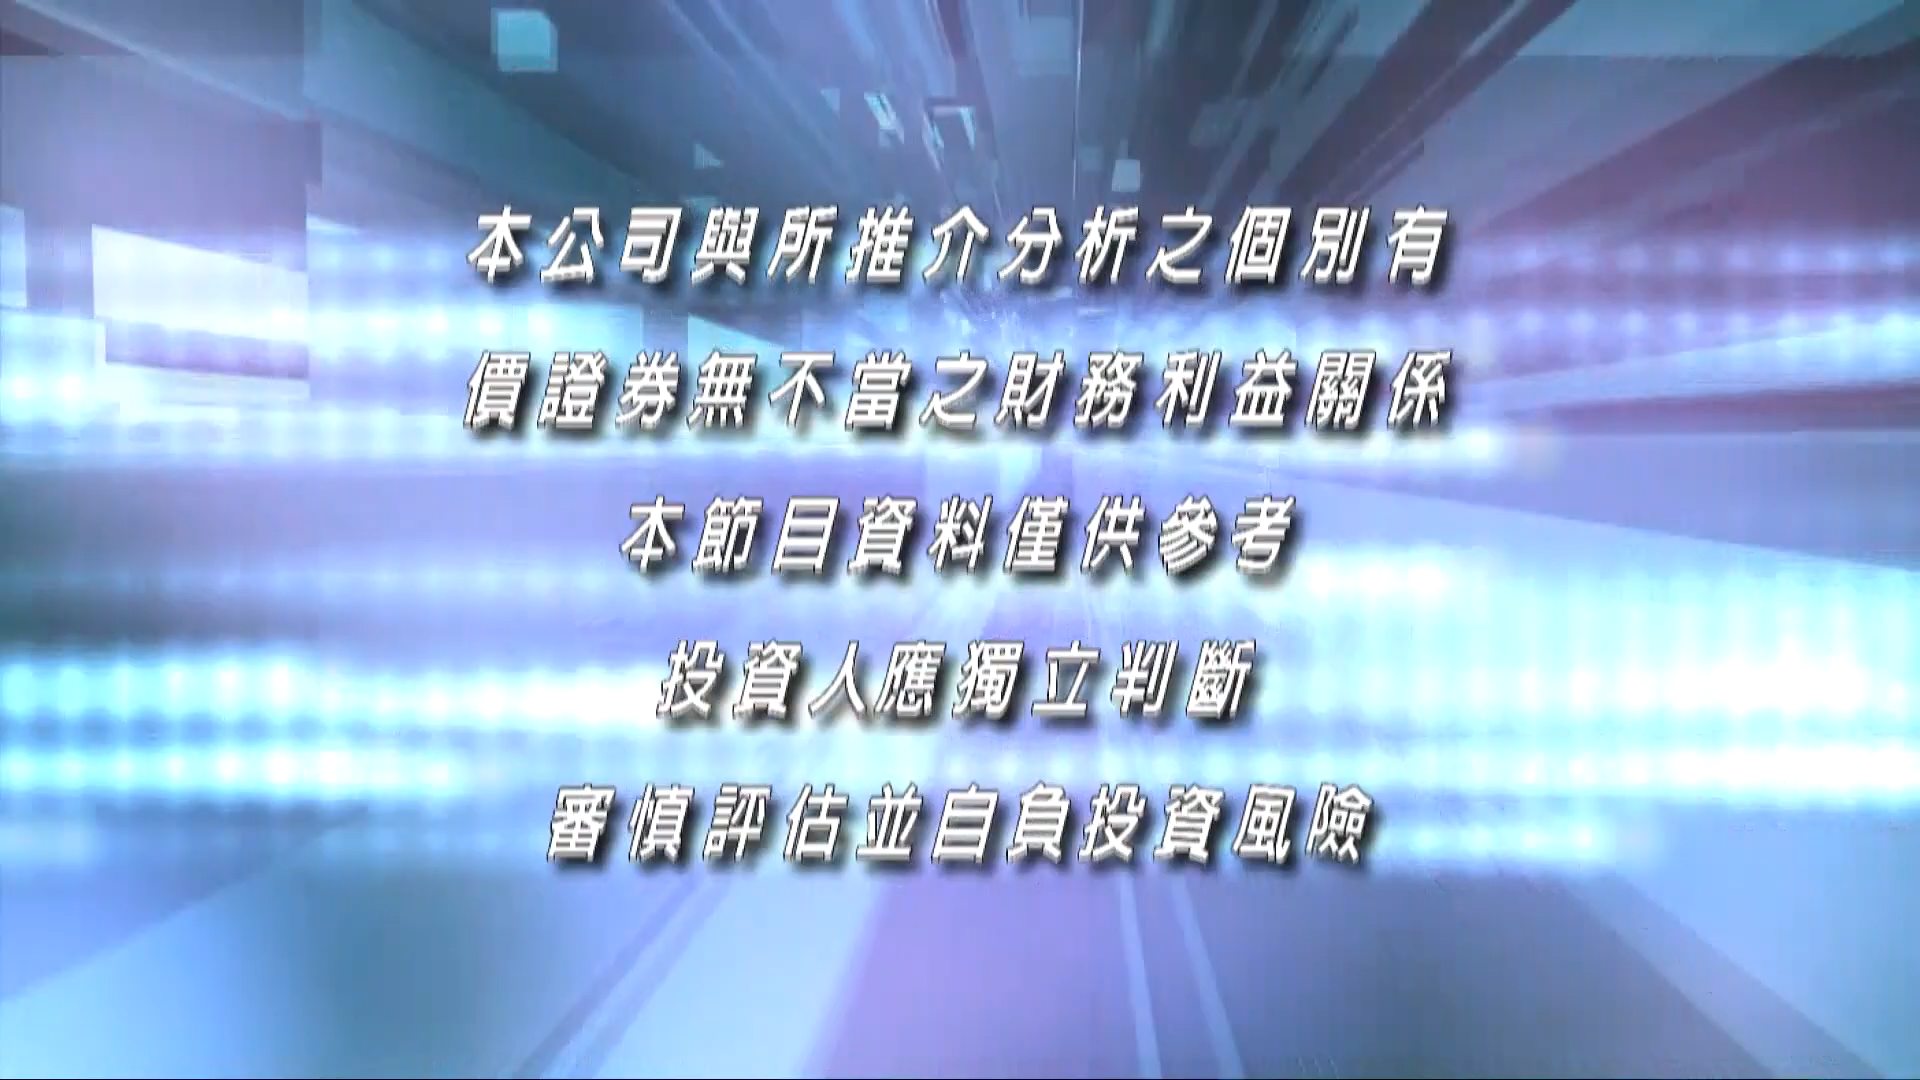 本公司與所推介分析之個別有
價證券無不當之財務利益關係
本節目資料僅供參考
投資人應獨立判斷
審慎評估並自負投資風險